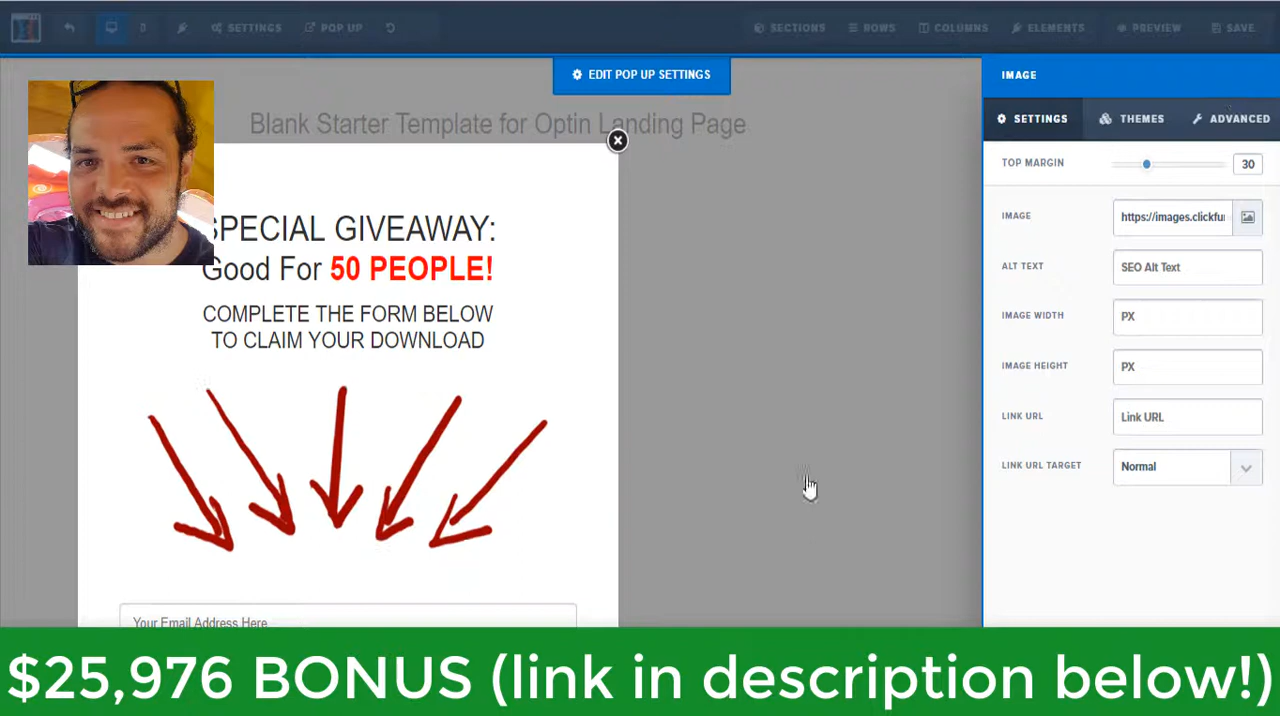 SETTINGS
POP UP
SECTIONS
ROWS
COLUMNS
ELEMENTS
PREVIEW
SAVE
EDIT POP UP SETTINGS
IMAGE
Blank Starter Template for Optin Landing Page
SETTINGS
THEMES
ADVANCED
TOP MARGIN
30
SPECIAL GIVEAWAY:
Good For 50 PEOPLE!
COMPLETE THE FORM BELOW
TO CLAIM YOUR DOWNLOAD
IMAGE
https://images.clickfu
ALT TEXT
SEO Alt Text
IMAGE WIDTH
PX
IMAGE HEIGHT
PX
LINK URL
Link URL
LINK URL TARGET
Normal
Your Email Address Here
$25,976 BONUS (link in description below!)